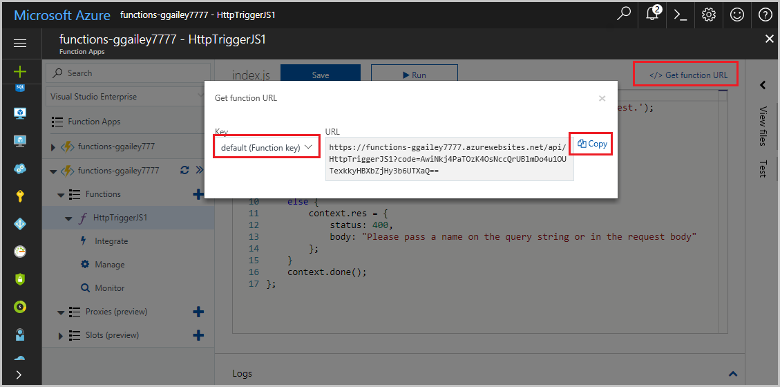 Microsoft Azure functions-ggailey7777 - HttpTriggerJS1
2
functions-ggailey7777 - HttpTriggerJS1
Function Apps
Search
Visual Studio Enterprise
Function Apps
functions-ggailey777
functions-ggailey7777
Functions
HttpTriggerJS1
Integrate
Manage
Monitor
Proxies (preview)
Slots (preview)
index.js
Save
Run
</> Get function URL
est.');
Get function URL
Key
default (Function key)
URL
https://functions-ggailey7777.azurewebsites.net/api/
HttpTriggerJS1?code=AwiNkj4PaTOzK4OsNccQrUBlmDo4u1OU
TexkkyHBXbZjHy3b6UTXaQ==
Copy
10 else {
11 context.res = {
12 status: 400,
13 body: "Please pass a name on the query string or in the request body"
14 };
15 }
16 context.done();
17 };
Logs
View files
Test